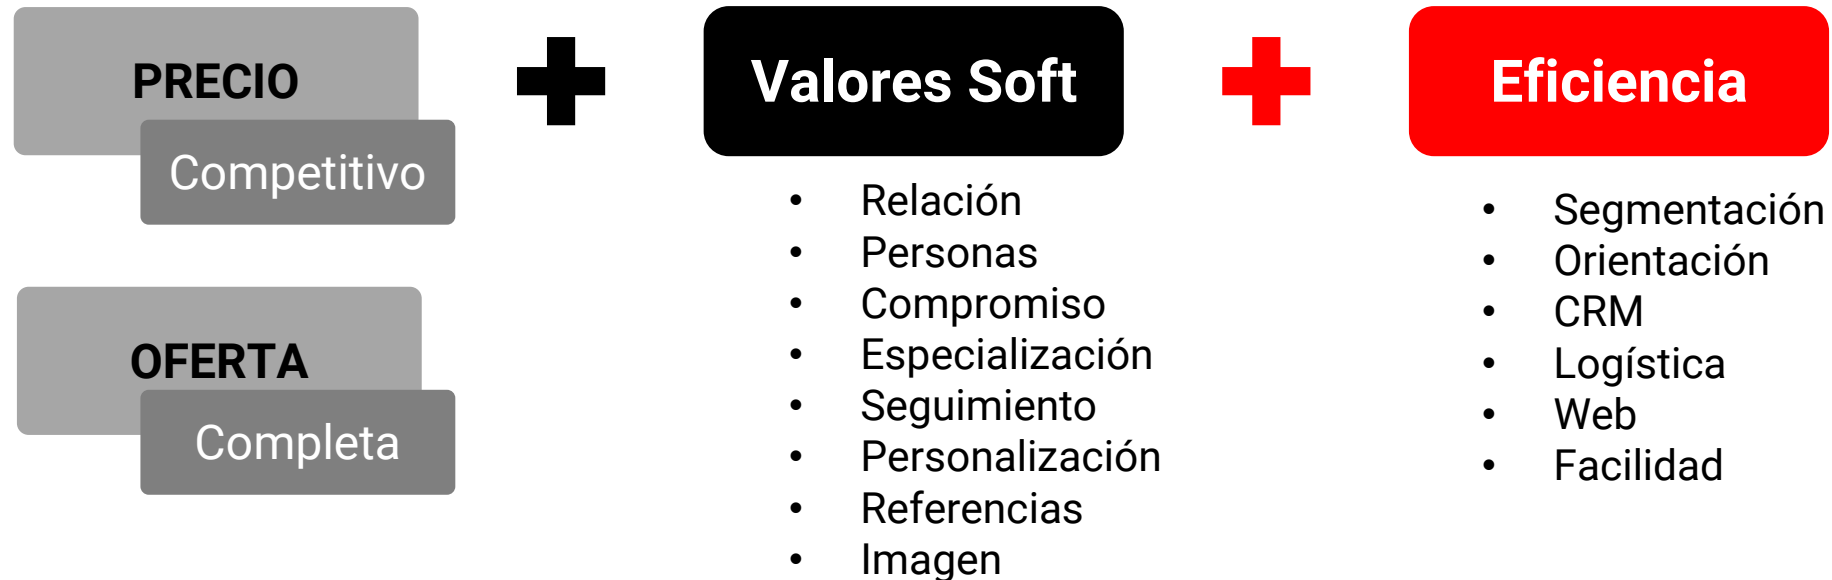 PRECIO
Competitivo
OFERTA
Completa
Valores Soft
• Relación
• Personas
• Compromiso
• Especialización
• Seguimiento
• Personalización
• Referencias
• Imagen
Eficiencia
• Segmentación
• Orientación
• CRM
• Logística
• Web
• Facilidad